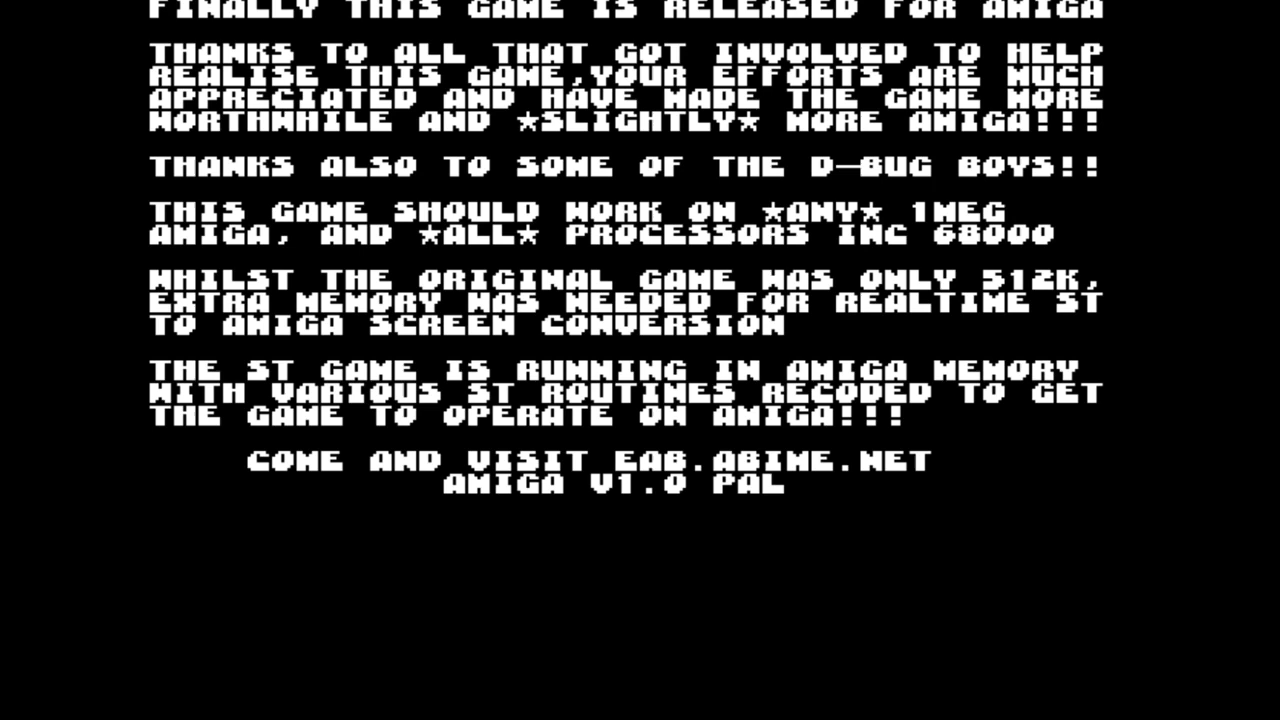 FINALLY THIS GAME IS RELEASED FOR AMIGA
THANKS TO ALL THAT GOT INVOLVED TO HELP
REALISE THIS GAME,YOUR EFFORTS ARE MUCH
APPRECIATED AND HAVE MADE THE GAME MORE
WORTHWHILE AND *SLIGHTLY* MORE AMIGA!!!
THANKS ALSO TO SOME OF THE D-BUG BOYS!!
THIS GAME SHOULD WORK ON *ANY* 1MEG
AMIGA, AND *ALL* PROCESSORS INC 68000
WHILST THE ORIGINAL GAME WAS ONLY 512K,
EXTRA MEMORY WAS NEEDED FOR REALTIME ST
TO AMIGA SCREEN CONVERSION
THE ST GAME IS RUNNING IN AMIGA MEMORY
WITH VARIOUS ST ROUTINES RECODED TO GET
THE GAME TO OPERATE ON AMIGA!!!
COME AND VISIT EAB.ABIME.NET
AMIGA V1.0 PAL